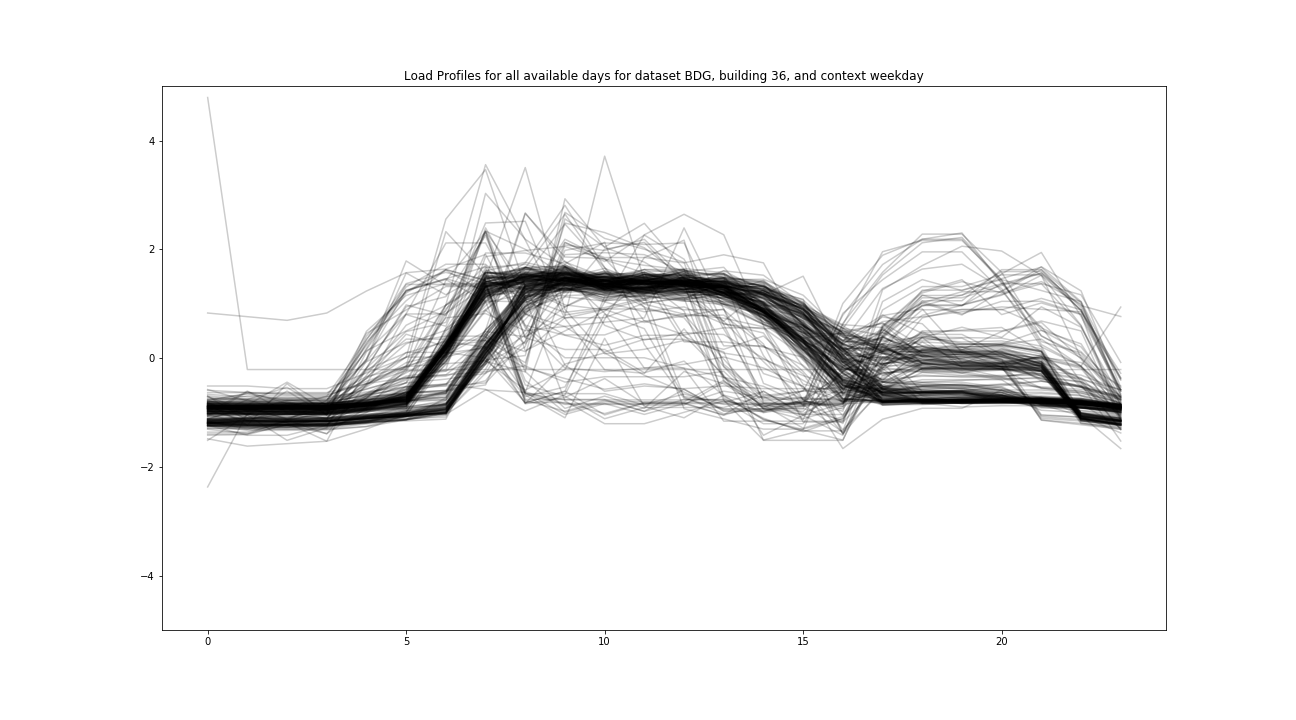 Load Profiles for all available days for dataset BDG, building 36, and context weekday
4
2
0
−2
−4
0 5 10 15 20